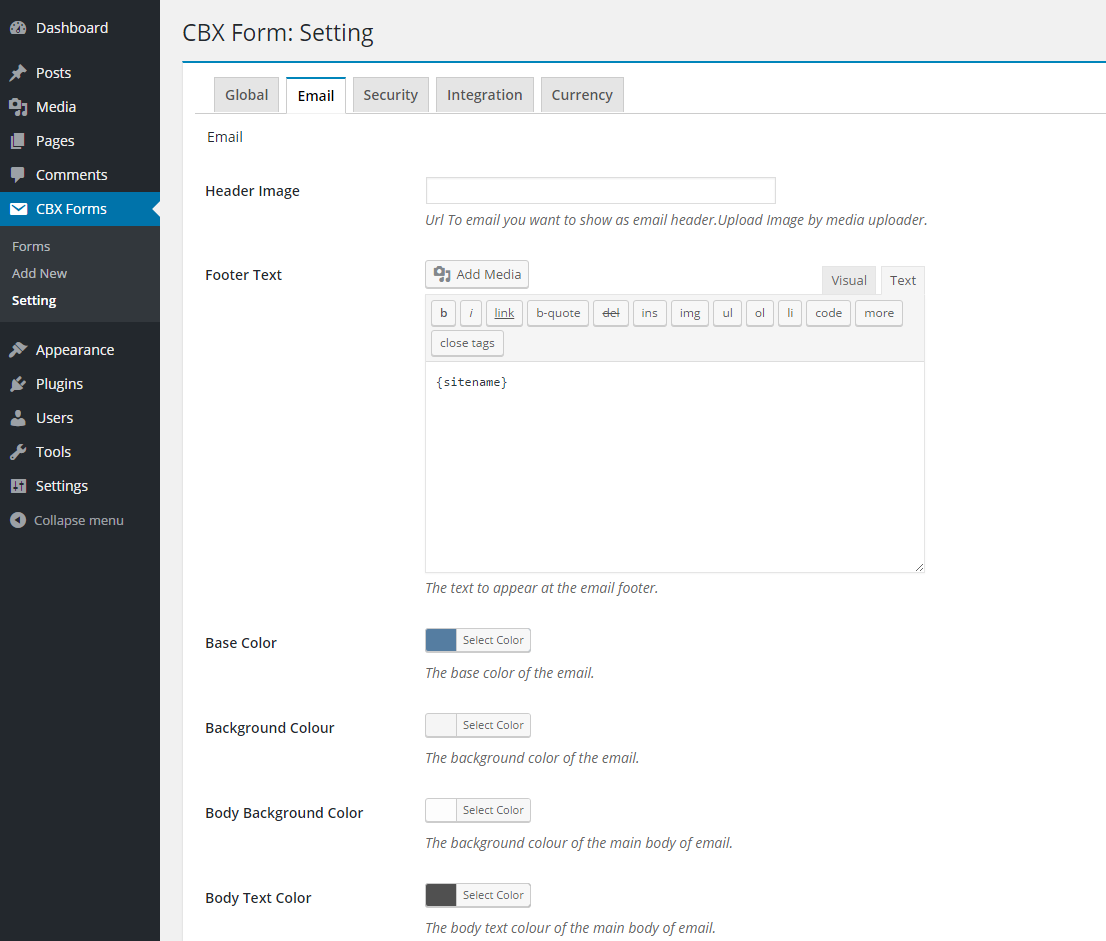 Dashboard
Posts
Media
Pages
Comments
CBX Forms
Forms
Add New
Setting
Appearance
Plugins
Users
Tools
Settings
Collapse menu
CBX Form: Setting
Global Email Security Integration Currency
Email
Header Image
Url To email you want to show as email header.Upload Image by media uploader.
Footer Text
Add Media
Visual Text
b i link b-quote del ins img ul ol li code more
close tags
{sitename}
The text to appear at the email footer.
Base Color
Select Color
The base color of the email.
Background Colour
Select Color
The background color of the email.
Body Background Color
Select Color
The background colour of the main body of email.
Body Text Color
Select Color
The body text colour of the main body of email.